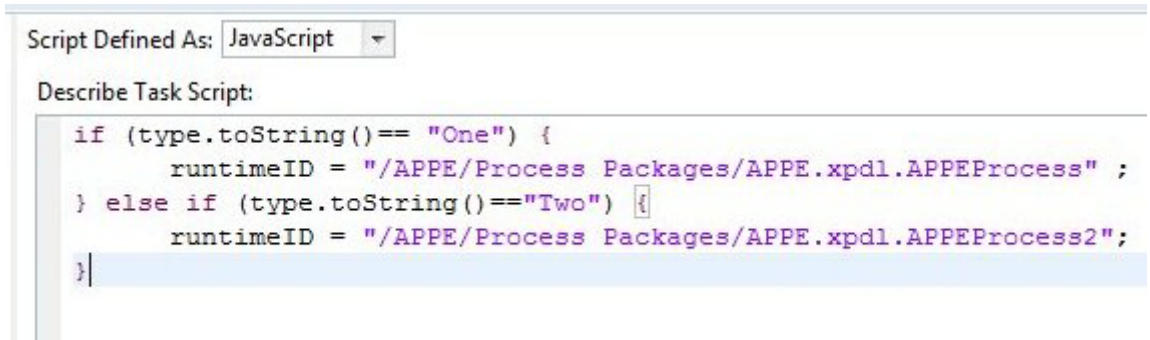 Script Defined As: JavaScript
Describe Task Script:
if (type.toString()== "One") {
runtimeID = "/APPE/Process Packages/APPE.xpdl.APPEProcess" ;
} else if (type.toString()=="Two") {
runtimeID = "/APPE/Process Packages/APPE.xpdl.APPEProcess2";
}